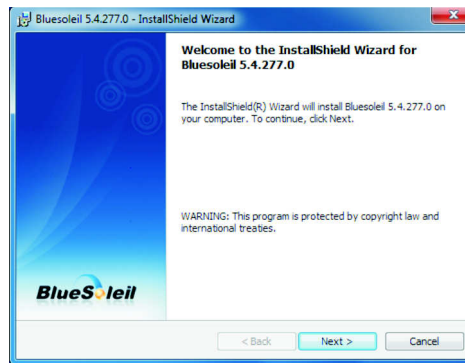 Bluesoleil 5.4.277.0 - InstallShield Wizard
Welcome to the InstallShield Wizard for
Bluesoleil 5.4.277.0
The InstallShield(R) Wizard will install Bluesoleil 5.4.277.0 on
your computer. To continue, click Next.
WARNING: This program is protected by copyright law and
international treaties.
BlueSoleil
< Back
Next >
Cancel